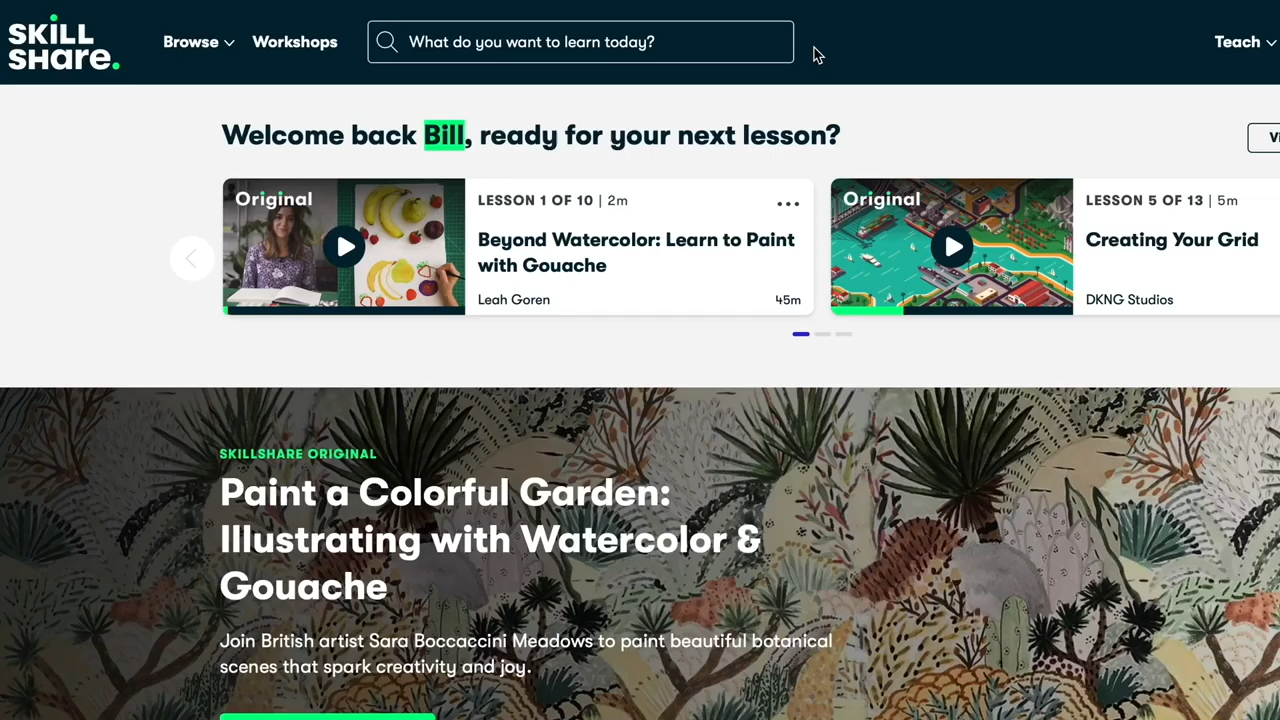 SKILL
SHARE.
Browse
Workshops
What do you want to learn today?
Teach
Welcome back Bill, ready for your next lesson?
Original
LESSON 1 OF 10 | 2m
Beyond Watercolor: Learn to Paint
with Gouache
Leah Goren
45m
Original
LESSON 5 OF 13 | 5m
Creating Your Grid
DKNG Studios
SKILLSHARE ORIGINAL
Paint a Colorful Garden:
Illustrating with Watercolor &
Gouache
Join British artist Sara Boccaccini Meadows to paint beautiful botanical
scenes that spark creativity and joy.